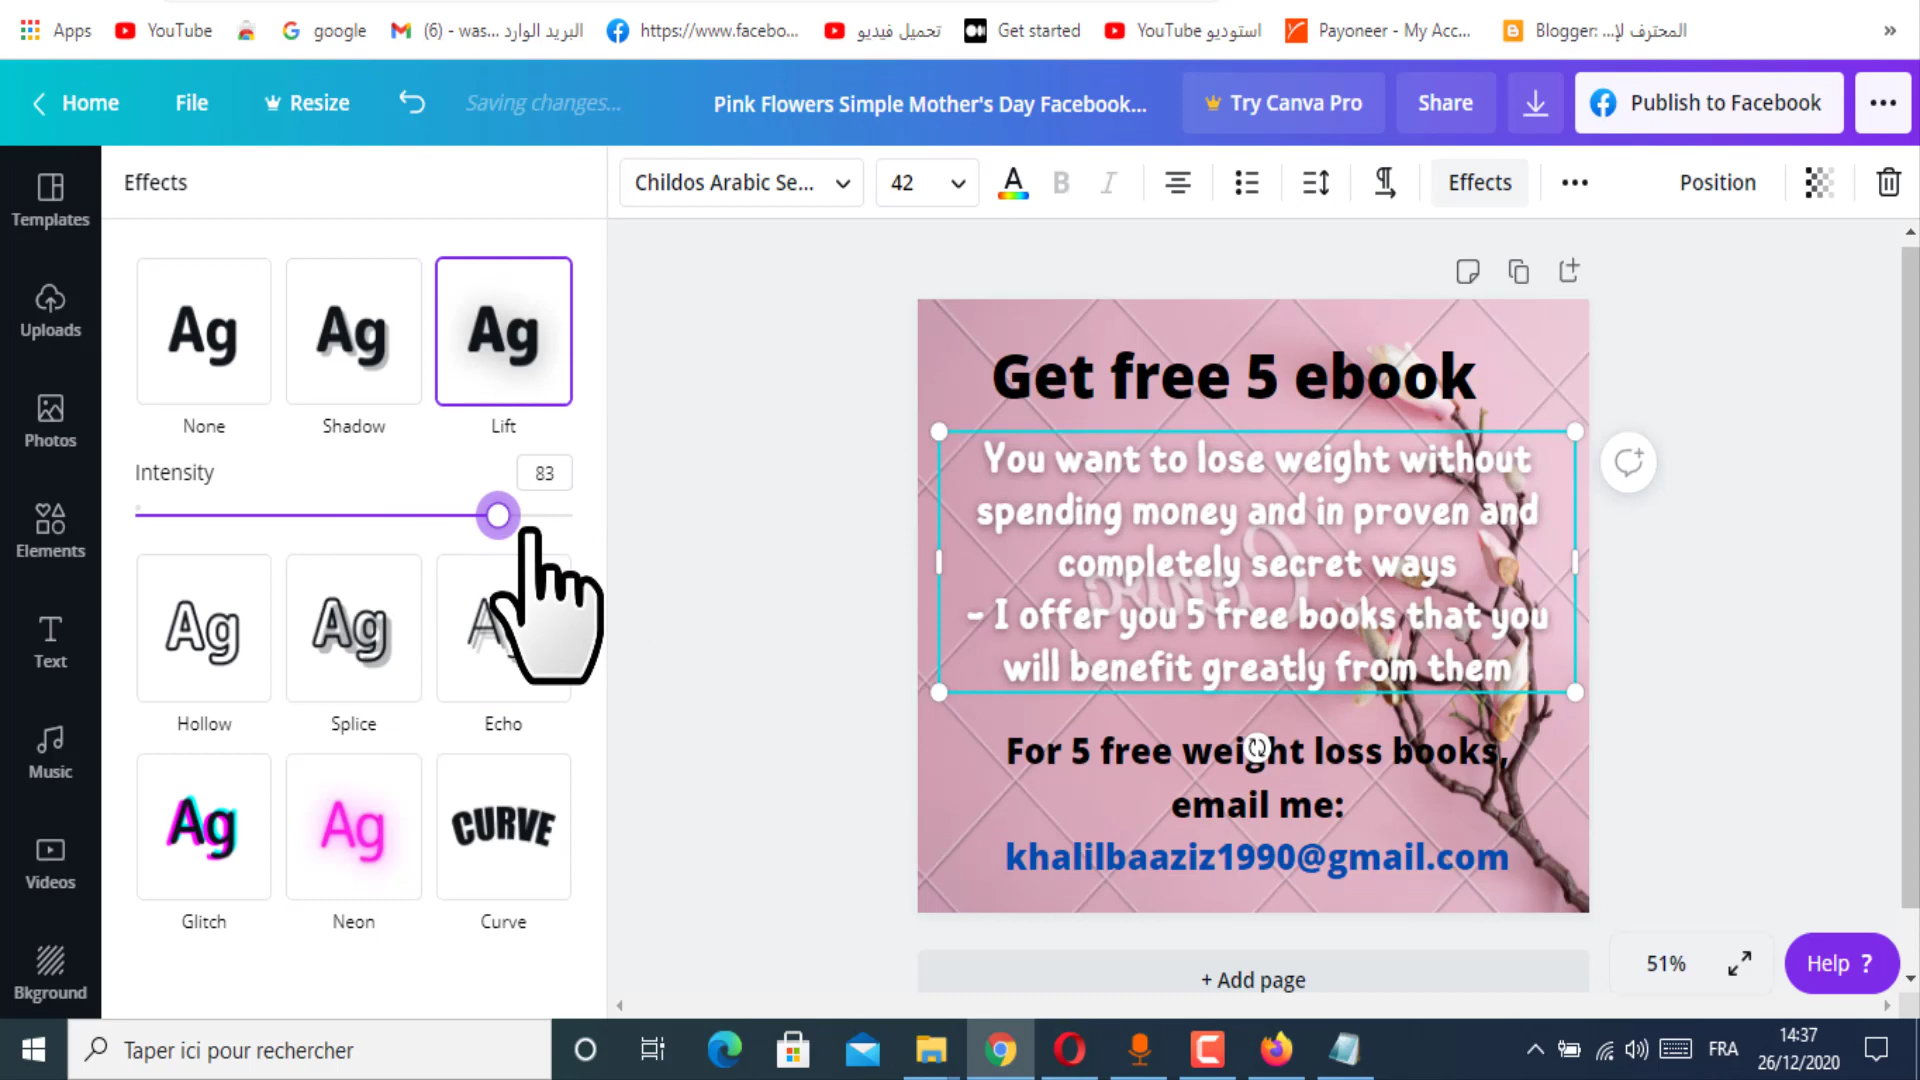 Apps
YouTube
google
(6) - was... البريد الوارد
https://www.facebo...
تحميل فيديو
Get started
استوديو YouTube
Payoneer - My Acc...
Blogger: ...المحترف لإ
»
Home
File
Resize
Saving changes...
Pink Flowers Simple Mother's Day Facebook...
Try Canva Pro
Share
Publish to Facebook
Templates
Uploads
Photos
Elements
Text
Music
Videos
Bkground
Effects
Childos Arabic Se...
42
A
B
I
Effects
Position
Ag
Ag
Ag
None
Shadow
Lift
Intensity
83
Ag
Ag
Hollow
Splice
Echo
Ag
Ag
CURVE
Glitch
Neon
Curve
Get free 5 ebook
You want to lose weight without
spending money and in proven and
completely secret ways
- I offer you 5 free books that you
will benefit greatly from them
For 5 free weight loss books,
email me:
khalilbaaziz1990@gmail.com
+ Add page
51%
Help ?
Taper ici pour rechercher
FRA
14:37
26/12/2020